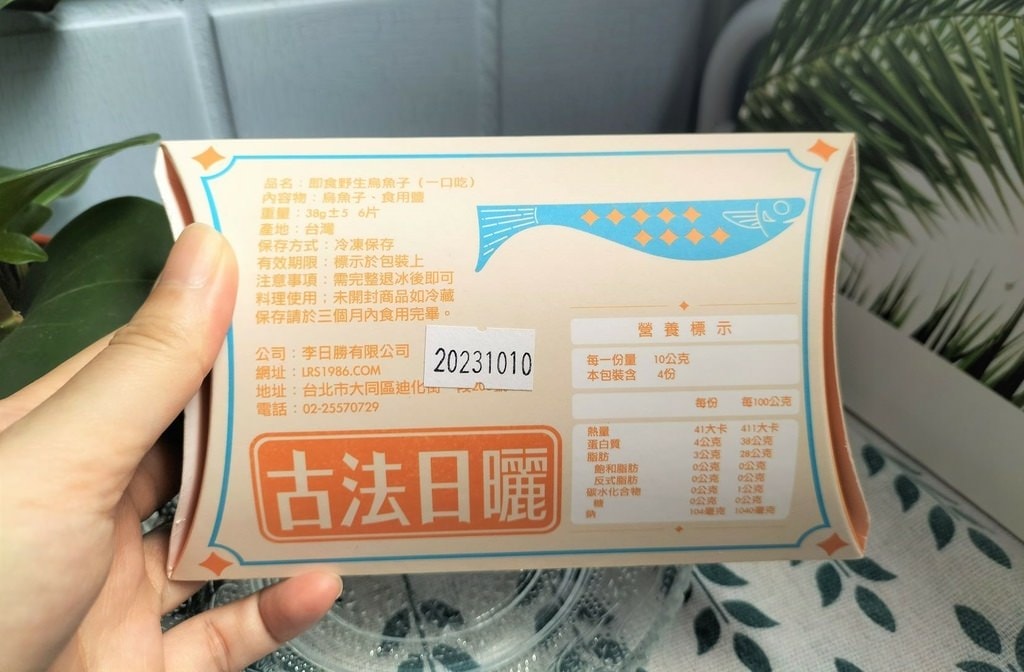 品名：即食野生烏魚子（一口吃）
內容物：烏魚子、食用鹽
重量：38g±5 6片
產地：台灣
保存方式：冷凍保存
有效期限：標示於包裝上
注意事項：需完整退冰後即可
料理使用；未開封商品如冷藏
保存請於三個月內食用完畢。
公司：李日勝有限公司
網址：LRS1986.COM
地址：台北市大同區迪化街一段
電話：02-25570729
20231010
古法日曬
營養標示
每一份量 10公克
本包裝含 4份
每份 每100公克
熱量 41大卡 411大卡
蛋白質 4公克 38公克
脂肪 3公克 28公克
飽和脂肪 0公克 0公克
反式脂肪 0公克 0公克
碳水化合物 0公克 1公克
糖 0公克 0公克
鈉 104毫克 1040毫克